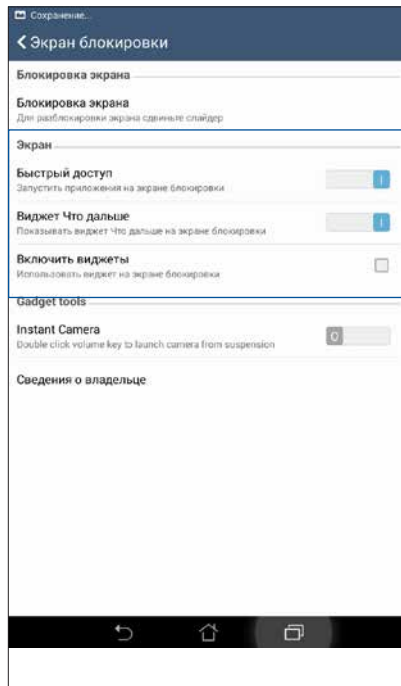 Сохранение...
Экран блокировки
Блокировка экрана
Блокировка экрана
Для разблокировки экрана сдвиньте слайдер
Экран
Быстрый доступ
Запустить приложения на экране блокировки
Виджет Что дальше
Показывать виджет Что дальше на экране блокировки
Включить виджеты
Использовать виджет на экране блокировки
Gadget tools
Instant Camera
Double click volume key to launch camera from suspension
Сведения о владельце